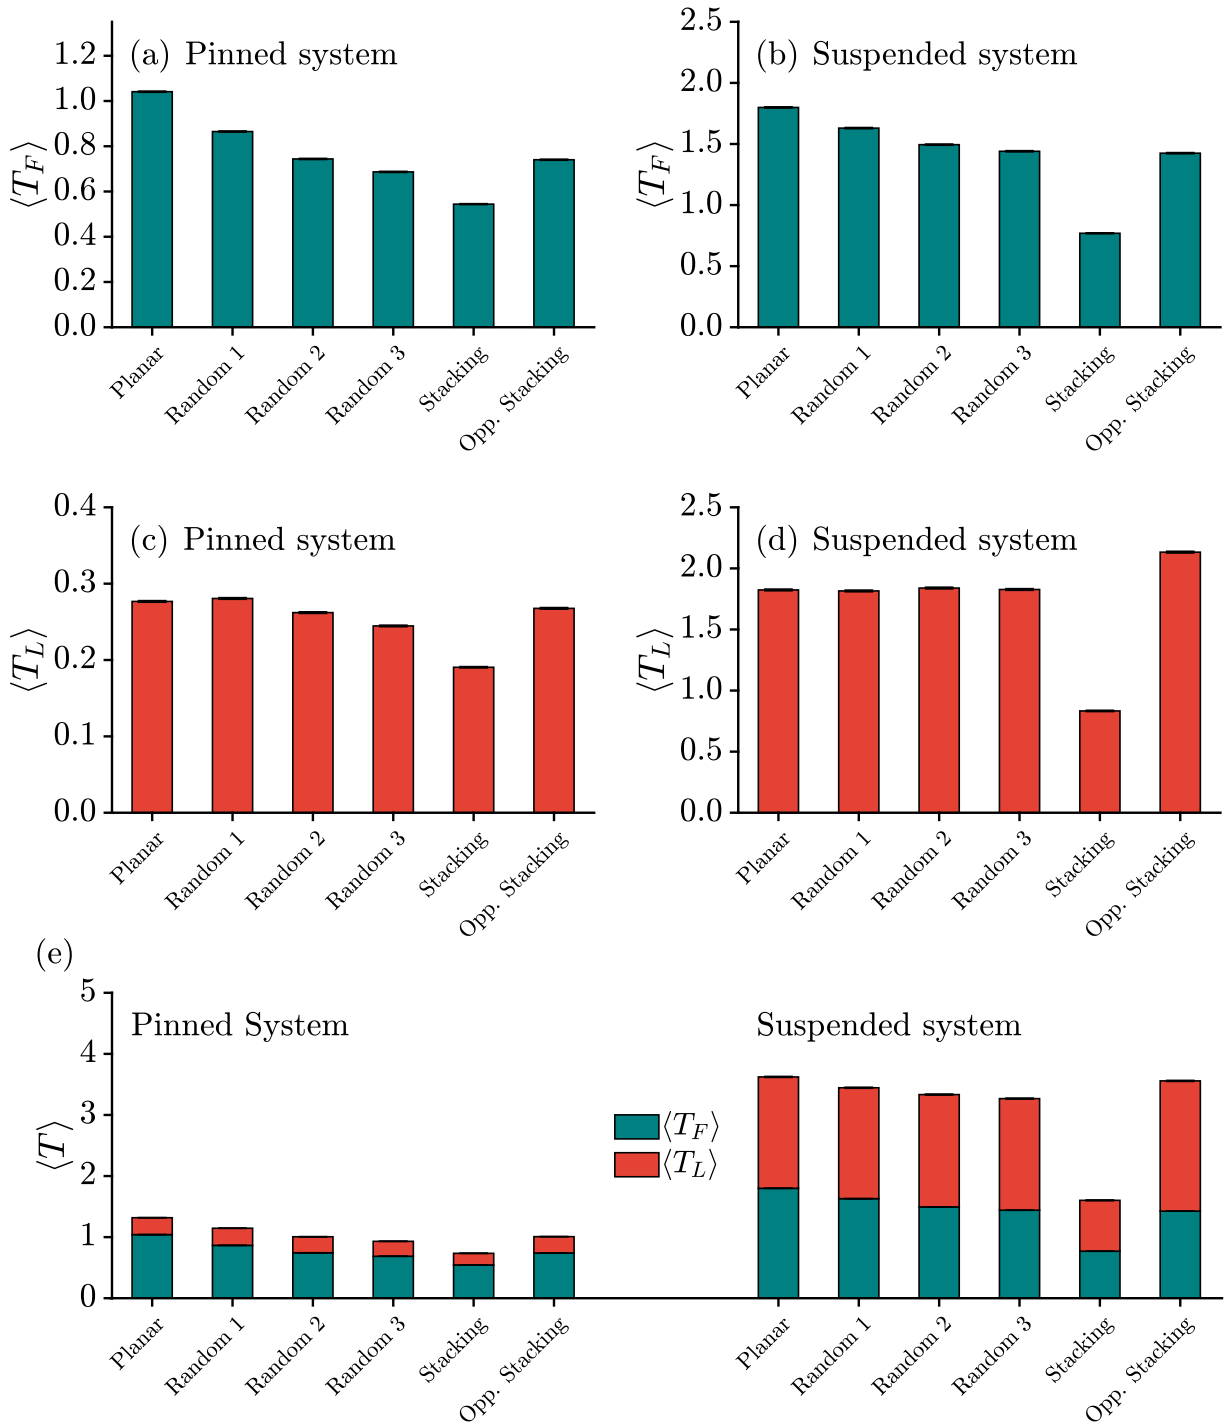 (a) Pinned system
⟨T_F⟩
1.2
1.0
0.8
0.6
0.4
0.2
0.0
Planar
Random 1
Random 2
Random 3
Stacking
Opp. Stacking
(b) Suspended system
⟨T_F⟩
2.5
2.0
1.5
1.0
0.5
0.0
Planar
Random 1
Random 2
Random 3
Stacking
Opp. Stacking
(c) Pinned system
⟨T_L⟩
0.4
0.3
0.2
0.1
0.0
Planar
Random 1
Random 2
Random 3
Stacking
Opp. Stacking
(d) Suspended system
⟨T_L⟩
2.5
2.0
1.5
1.0
0.5
0.0
Planar
Random 1
Random 2
Random 3
Stacking
Opp. Stacking
(e)
Pinned System
Suspended system
⟨T⟩
5
4
3
2
1
0
⟨T_F⟩
⟨T_L⟩
Planar
Random 1
Random 2
Random 3
Stacking
Opp. Stacking
Planar
Random 1
Random 2
Random 3
Stacking
Opp. Stacking